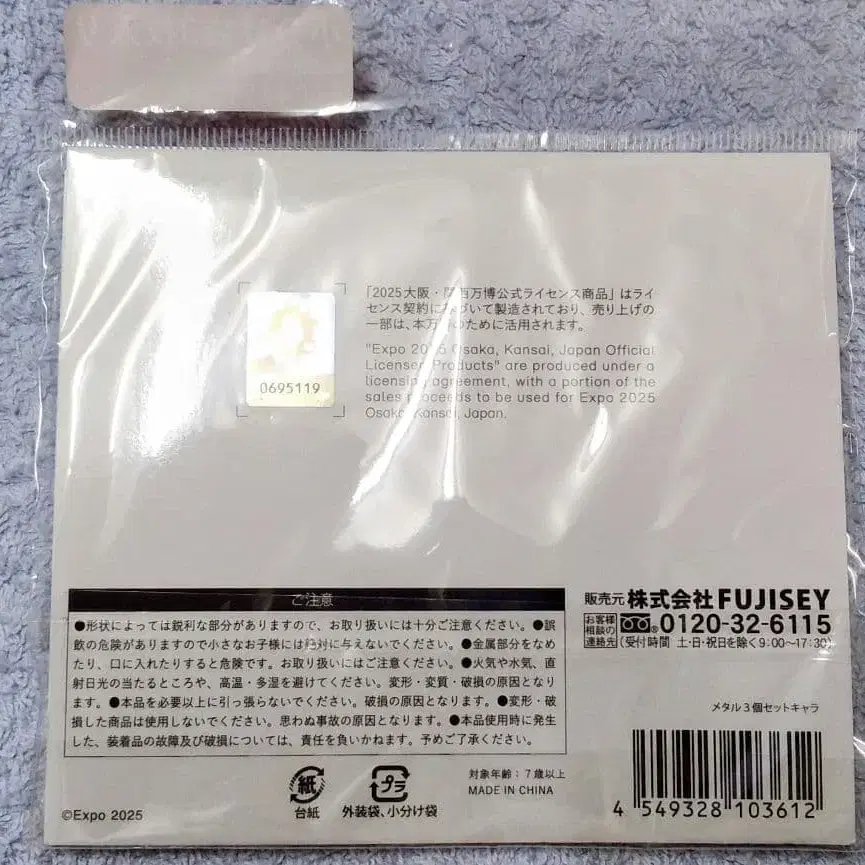 0695119
「2025大阪・関西万博公式ライセンス商品」はライ
センス契約に基づいて製造されており、売り上げの
一部は、本万博のために活用されます。
"Expo 2025 Osaka, Kansai, Japan Official
Licensed Products" are produced under a
licensing agreement, with a portion of the
sales proceeds to be used for Expo 2025
Osaka, Kansai, Japan.
ご注意
●形状によっては鋭利な部分がありますので、お取り扱いには十分ご注意ください。●誤
飲の危険がありますので小さなお子様には絶対に与えないでください。●金属部分をなめ
たり、口に入れたりすると危険です。お取り扱いにはご注意ください。●火気や水気、直
射日光の当たるところや、高温・多湿を避けてください。変形・変質・破損の原因となり
ます。●本品を必要以上に引っ張らないでください。破損の原因となります。●変形・破
損した商品は使用しないでください。思わぬ事故の原因となります。●本品使用時に発生
した、装着品の故障及び破損については、責任を負いかねます。予めご了承ください。
販売元 株式会社FUJISEY
お客様
相談の
連絡先
0120-32-6115
(受付時間 土・日・祝日を除く9:00~17:30)
メタル3個セットキャラ
紙
台紙
プラ
外装袋、小分け袋
対象年齢:7歳以上
MADE IN CHINA
4 549328 103612
©Expo 2025